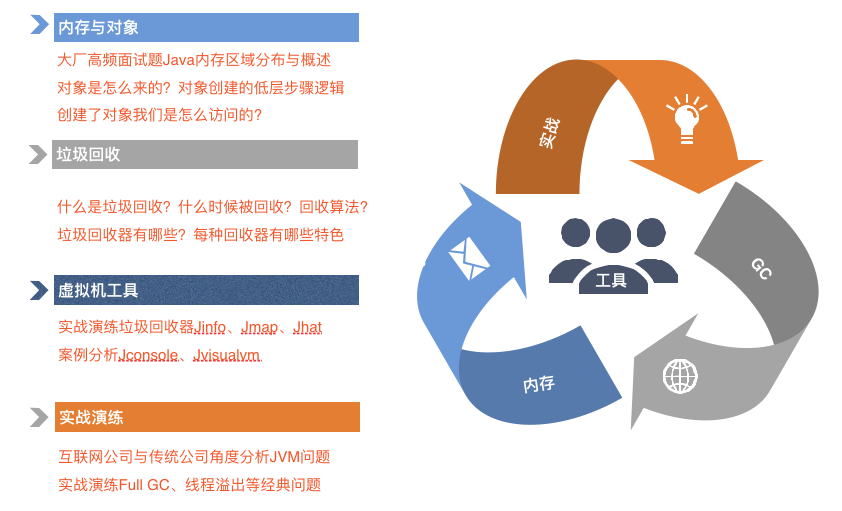 内存与对象
大厂高频面试题Java内存区域分布与概述
对象是怎么来的？对象创建的低层步骤逻辑
创建了对象我们是怎么访问的?
垃圾回收
什么是垃圾回收？什么时候被回收？回收算法?
垃圾回收器有哪些？每种回收器有哪些特色
虚拟机工具
实战演练垃圾回收器Jinfo、Jmap、Jhat
案例分析Jconsole、Jvisualvm
实战演练
互联网公司与传统公司角度分析JVM问题
实战演练Full GC、线程溢出等经典问题
实战
GC
工具
内存